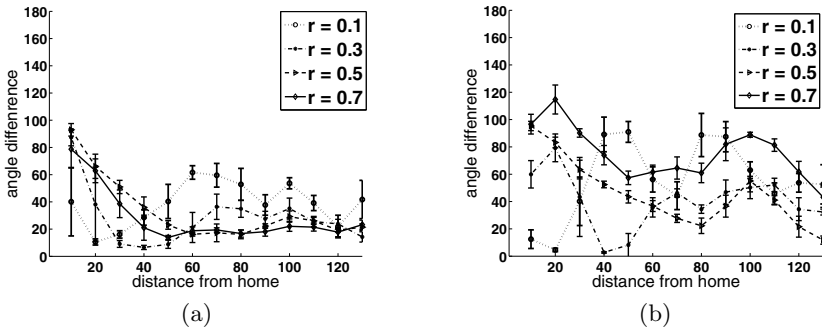 180
160
140
120
100
80
60
40
20
0
angle diffenrence
20 40 60 80 100 120
distance from home
r = 0.1
r = 0.3
r = 0.5
r = 0.7
(a)
180
160
140
120
100
80
60
40
20
0
angle diffenrence
20 40 60 80 100 120
distance from home
r = 0.1
r = 0.3
r = 0.5
r = 0.7
(b)